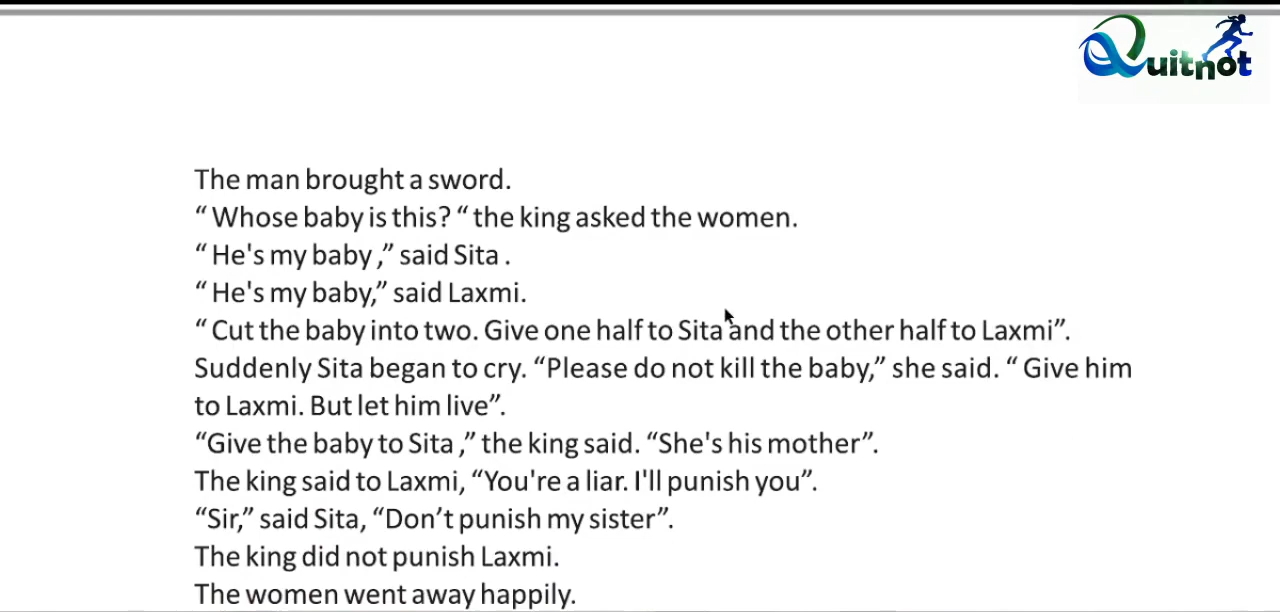 Quitnot
The man brought a sword.
“ Whose baby is this? “ the king asked the women.
“ He's my baby ,” said Sita .
“ He's my baby,” said Laxmi.
“ Cut the baby into two. Give one half to Sita and the other half to Laxmi”.
Suddenly Sita began to cry. “Please do not kill the baby,” she said. “ Give him
to Laxmi. But let him live”.
“Give the baby to Sita ,” the king said. “She's his mother”.
The king said to Laxmi, “You're a liar. I'll punish you”.
“Sir,” said Sita, “Don’t punish my sister”.
The king did not punish Laxmi.
The women went away happily.